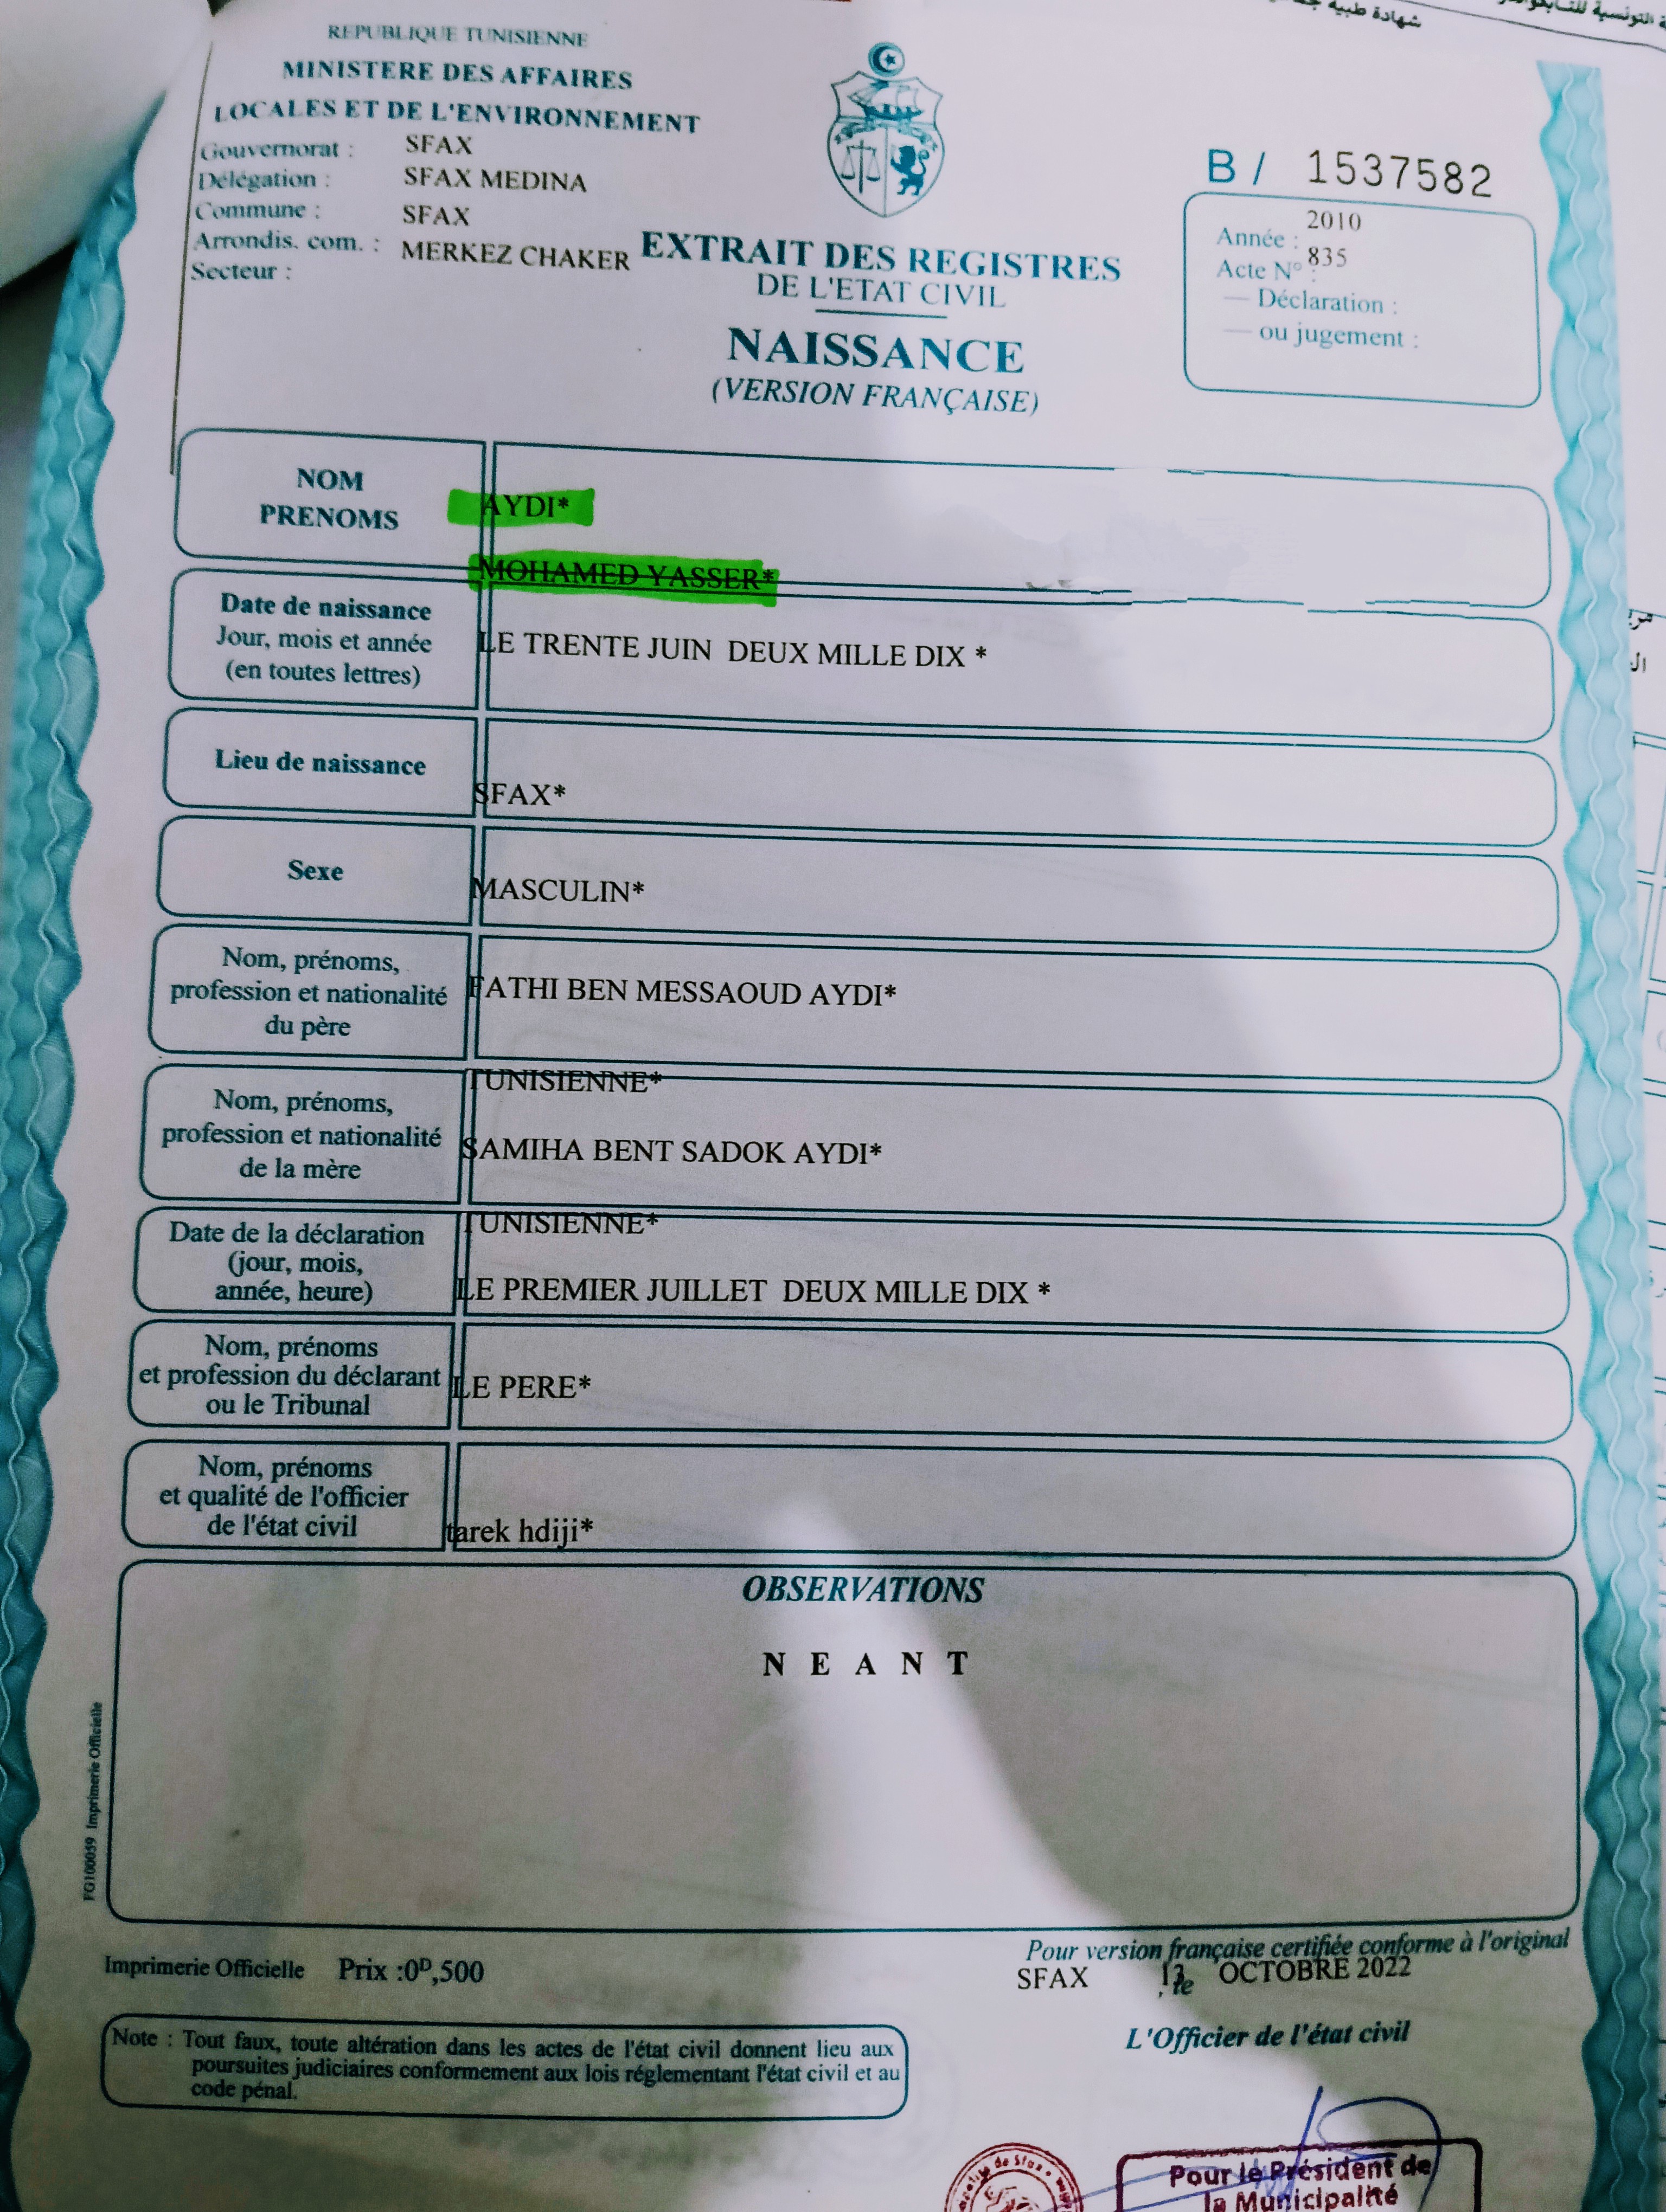 REPUBLIQUE TUNISIENNE
MINISTERE DES AFFAIRES
LOCALES ET DE L'ENVIRONNEMENT
Gouvernorat : SFAX
Délégation : SFAX MEDINA
Commune : SFAX
Arrondis. com. : MERKEZ CHAKER
Secteur :
شهادة طبية
B / 1537582
Année : 2010
Acte N° : 835
— Déclaration :
— ou jugement :
EXTRAIT DES REGISTRES
DE L'ETAT CIVIL
NAISSANCE
(VERSION FRANÇAISE)
NOM
PRENOMS
AYDI*
MOHAMED YASSER*
Date de naissance
Jour, mois et année
(en toutes lettres)
LE TRENTE JUIN DEUX MILLE DIX *
Lieu de naissance
SFAX*
Sexe
MASCULIN*
Nom, prénoms,
profession et nationalité
du père
FATHI BEN MESSAOUD AYDI*
TUNISIENNE*
Nom, prénoms,
profession et nationalité
de la mère
SAMIHA BENT SADOK AYDI*
TUNISIENNE*
Date de la déclaration
(jour, mois,
année, heure)
LE PREMIER JUILLET DEUX MILLE DIX *
Nom, prénoms
et profession du déclarant
ou le Tribunal
LE PERE*
Nom, prénoms
et qualité de l'officier
de l'état civil
tarek hdiji*
OBSERVATIONS
N E A N T
FG100059 Imprimerie Officielle
Imprimerie Officielle Prix :0ᴰ,500
Pour version française certifiée conforme à l'original
SFAX , le 13 OCTOBRE 2022
L'Officier de l'état civil
Note : Tout faux, toute altération dans les actes de l'état civil donnent lieu aux
poursuites judiciaires conformement aux lois réglementant l'état civil et au
code pénal.
de Sfax
Pour le Président de
la Municipalité